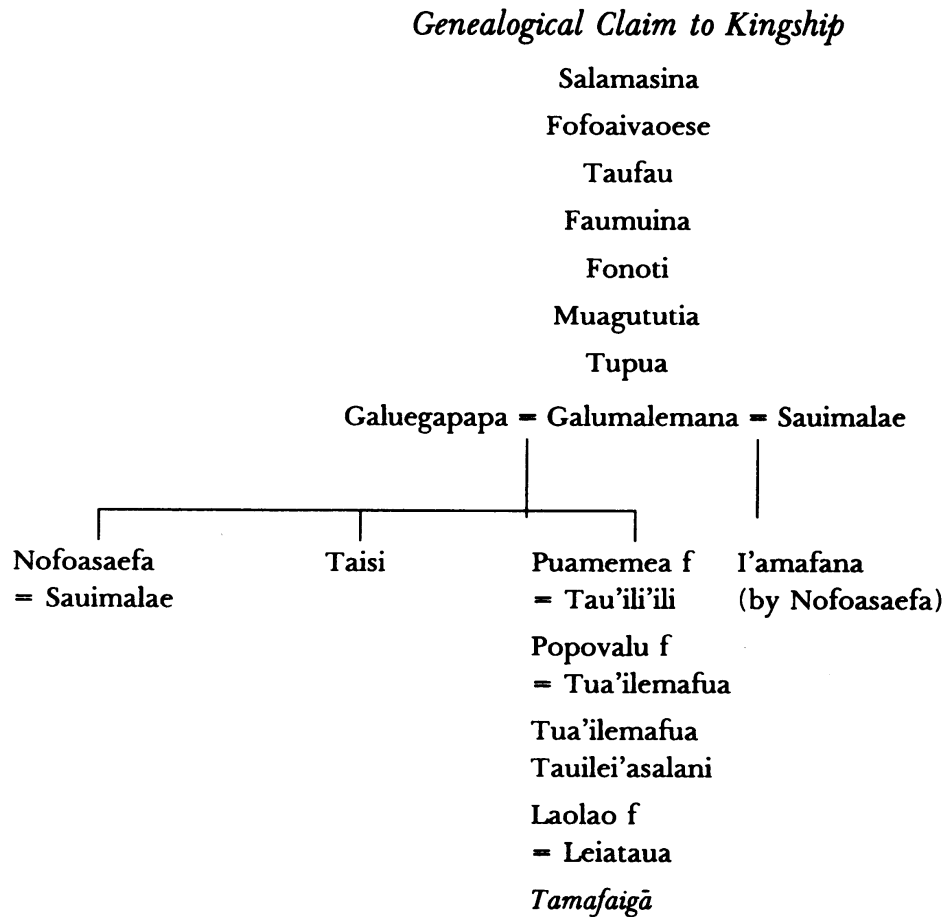 Genealogical Claim to Kingship
Salamasina
Fofoaivaoese
Taufau
Faumuina
Fonoti
Muagututia
Tupua
Galuegapapa = Galumalemana = Sauimalae
Nofoasaefa
= Sauimalae
Taisi
Puamemea f
= Tau'ili'ili
Popovalu f
= Tua'ilemafua
Tua'ilemafua
Tauilei'asalani
Laolao f
= Leiataua
Tamafaigā
I'amafana
(by Nofoasaefa)